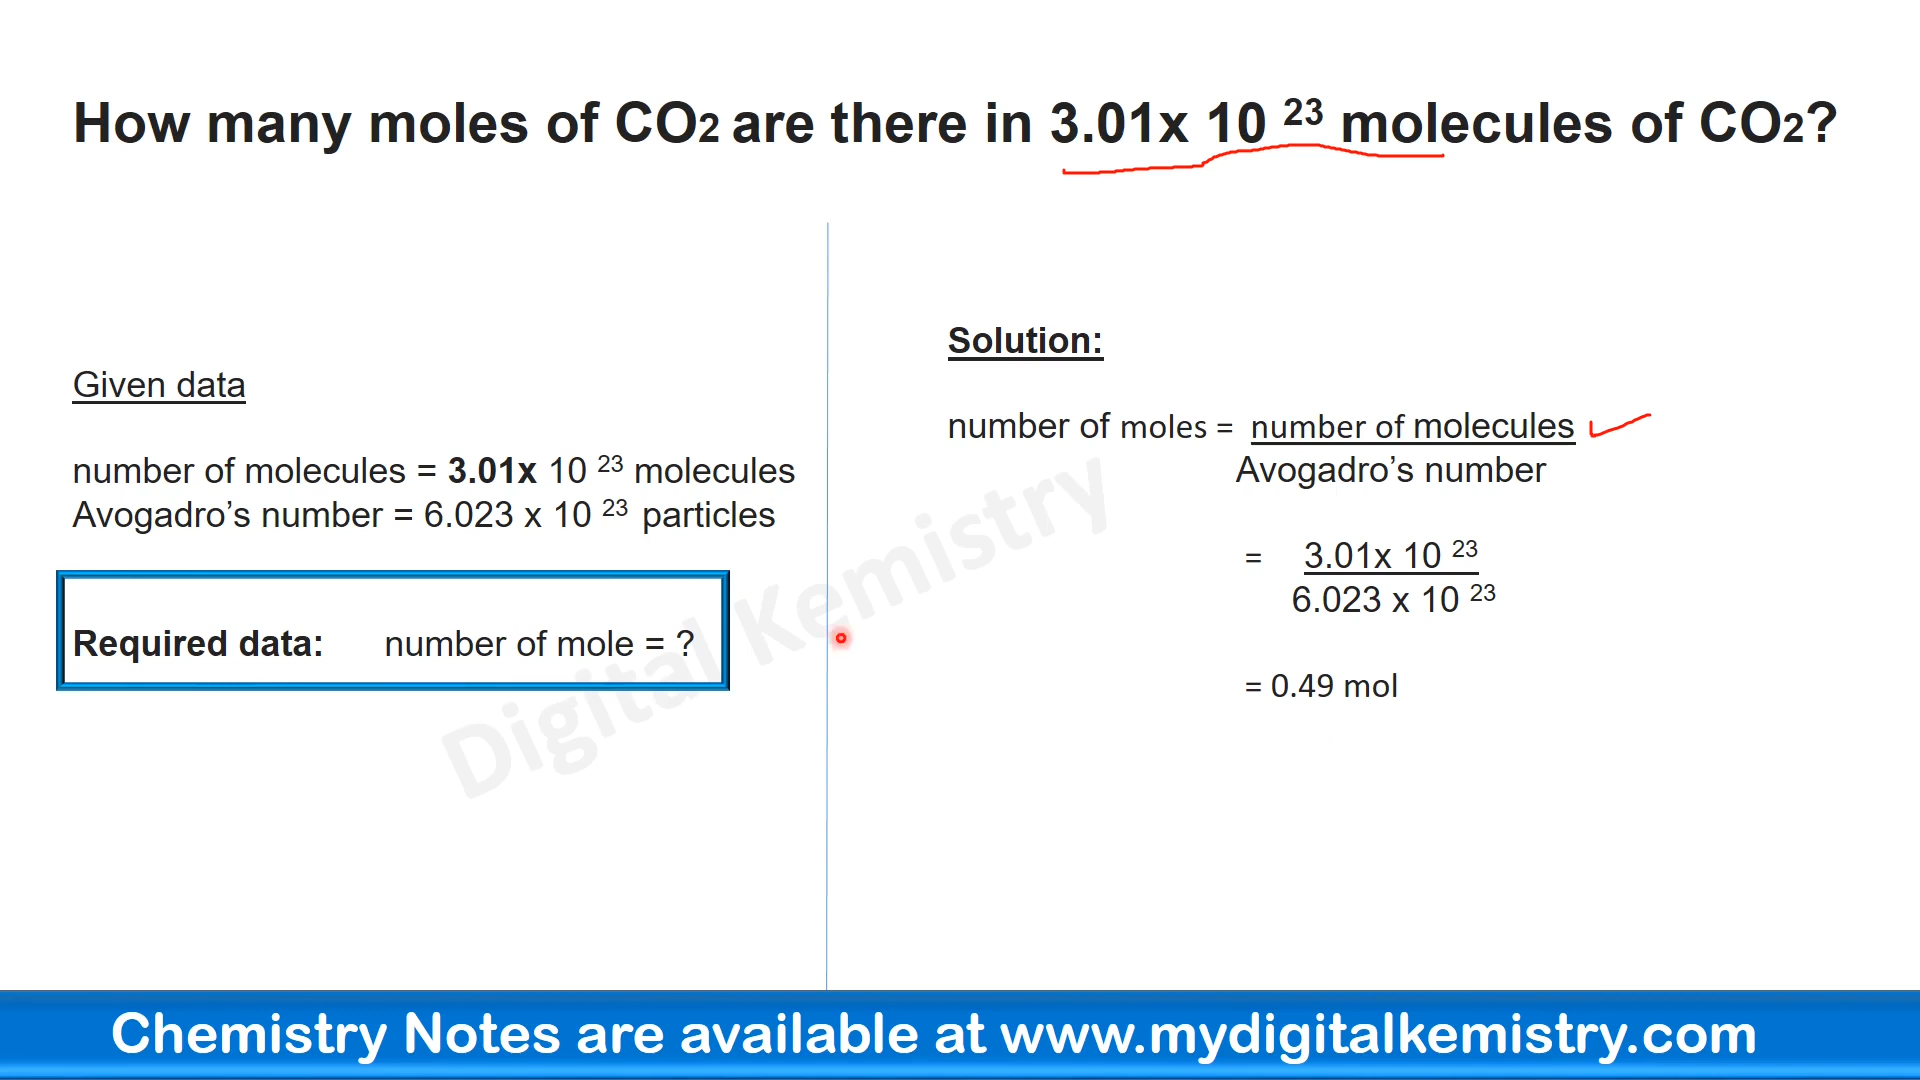 How many moles of CO2 are there in 3.01x 10 23 molecules of CO2?
Given data
number of molecules = 3.01x 10 23 molecules
Avogadro’s number = 6.023 x 10 23 particles
Required data: number of mole = ?
Solution:
number of moles = number of molecules
Avogadro’s number
= 3.01x 10 23
6.023 x 10 23
= 0.49 mol
Digital Kemistry
Chemistry Notes are available at www.mydigitalkemistry.com